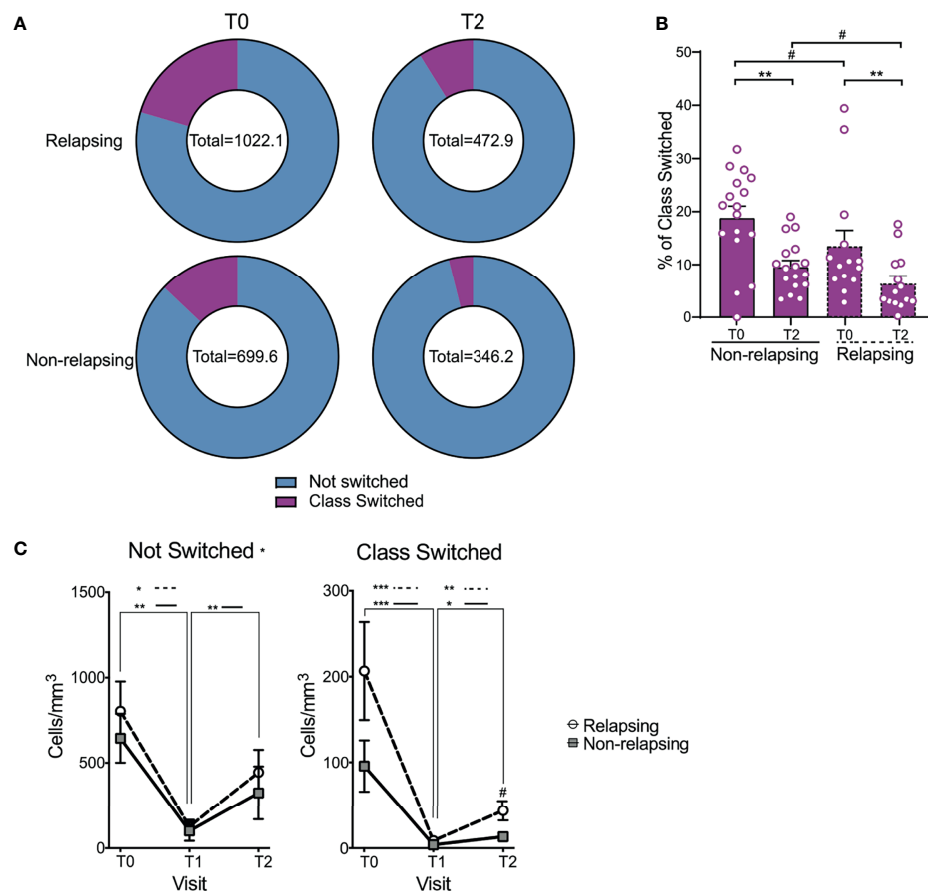 A
T0
T2
Relapsing
Total=1022.1
Total=472.9
Non-relapsing
Total=699.6
Total=346.2
Not switched
Class Switched
B
% of Class Switched
50
40
30
20
10
0
#
#
**
**
T0
T2
T0
T2
Non-relapsing
Relapsing
C
Not Switched *
Cells/mm³
1500
1000
500
0
*
**
**
T0
T1
T2
Visit
Class Switched
Cells/mm³
300
200
100
0
***
**
***
*
#
T0
T1
T2
Visit
Relapsing
Non-relapsing